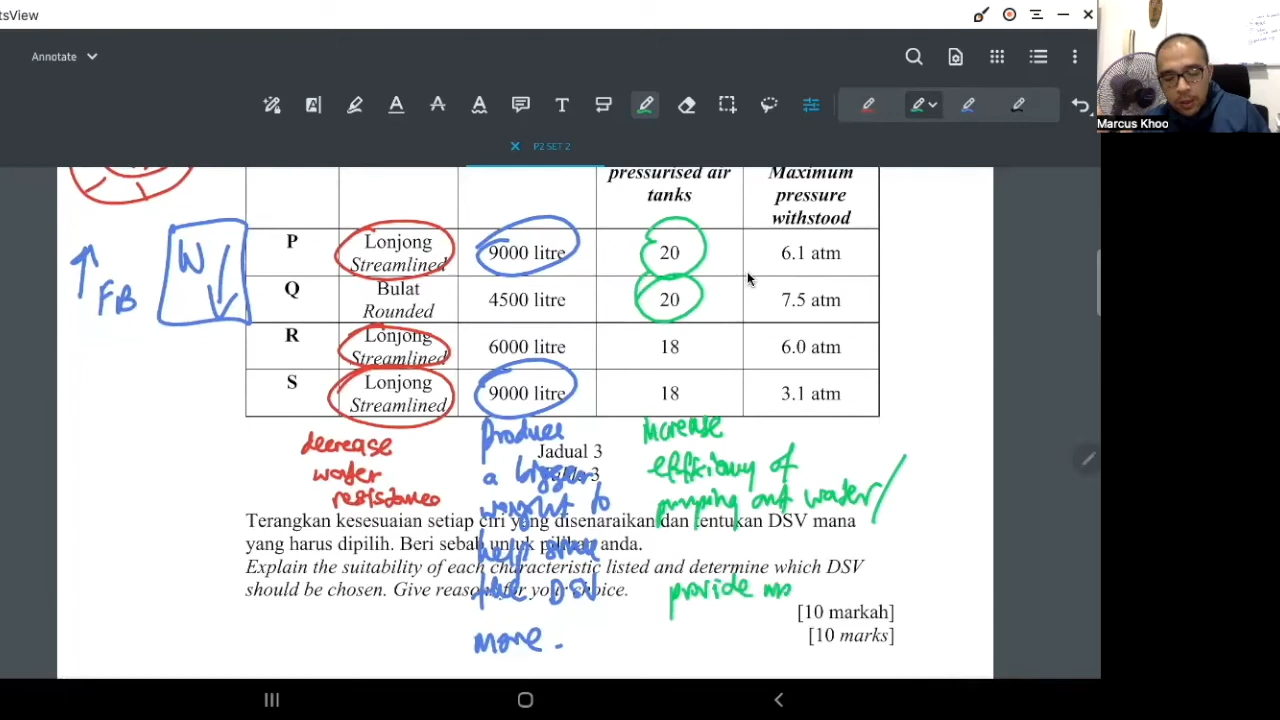 tsView
Annotate
Marcus Khoo
P2 SET 2
pressurised air
tanks
Maximum
pressure
withstood
P
Lonjong
Streamlined
9000 litre
20
6.1 atm
Q
Bulat
Rounded
4500 litre
20
7.5 atm
R
Lonjong
Streamlined
6000 litre
18
6.0 atm
S
Lonjong
Streamlined
9000 litre
18
3.1 atm
W
FB
decrease
water
resistance
produce
a bigger
weight to
help sink
the DSV
more.
increase
pumping out water/
provide
Jadual 3
3
Terangkan kesesuaian setiap ciri yang disenaraikan dan tentukan DSV mana
yang harus dipilih. Beri sebab untuk pilihan anda.
Explain the suitability of each characteristic listed and determine which DSV
should be chosen. Give reasons for your choice.
[10 markah]
[10 marks]